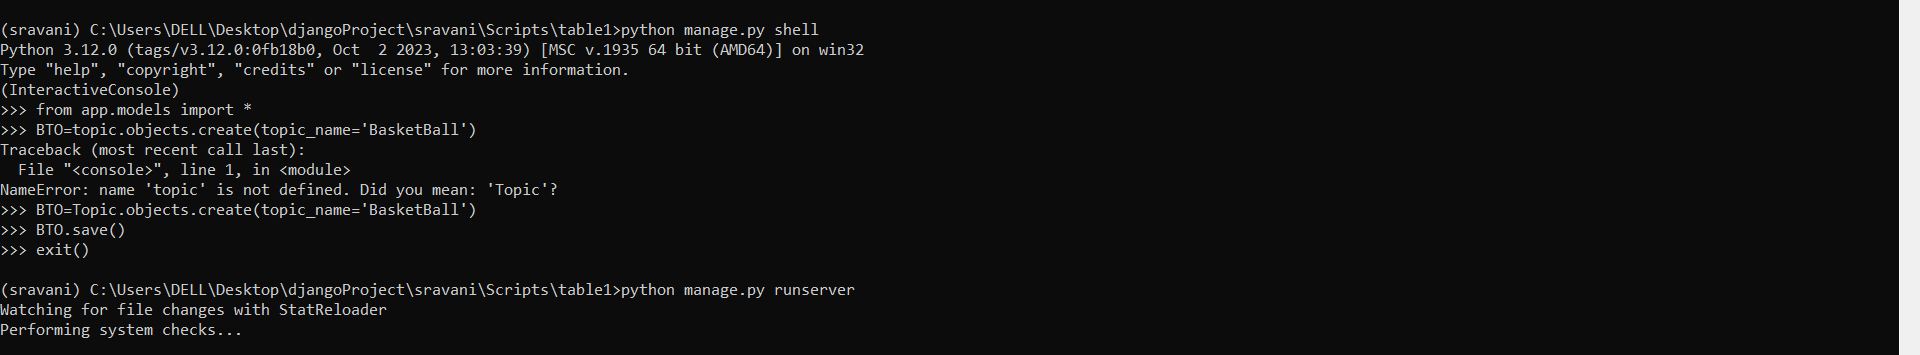 (sravani) C:\Users\DELL\Desktop\djangoProject\sravani\Scripts\table1>python manage.py shell
Python 3.12.0 (tags/v3.12.0:0fb18b0, Oct  2 2023, 13:03:39) [MSC v.1935 64 bit (AMD64)] on win32
Type "help", "copyright", "credits" or "license" for more information.
(InteractiveConsole)
>>> from app.models import *
>>> BTO=topic.objects.create(topic_name='BasketBall')
Traceback (most recent call last):
  File "<console>", line 1, in <module>
NameError: name 'topic' is not defined. Did you mean: 'Topic'?
>>> BTO=Topic.objects.create(topic_name='BasketBall')
>>> BTO.save()
>>> exit()
(sravani) C:\Users\DELL\Desktop\djangoProject\sravani\Scripts\table1>python manage.py runserver
Watching for file changes with StatReloader
Performing system checks...